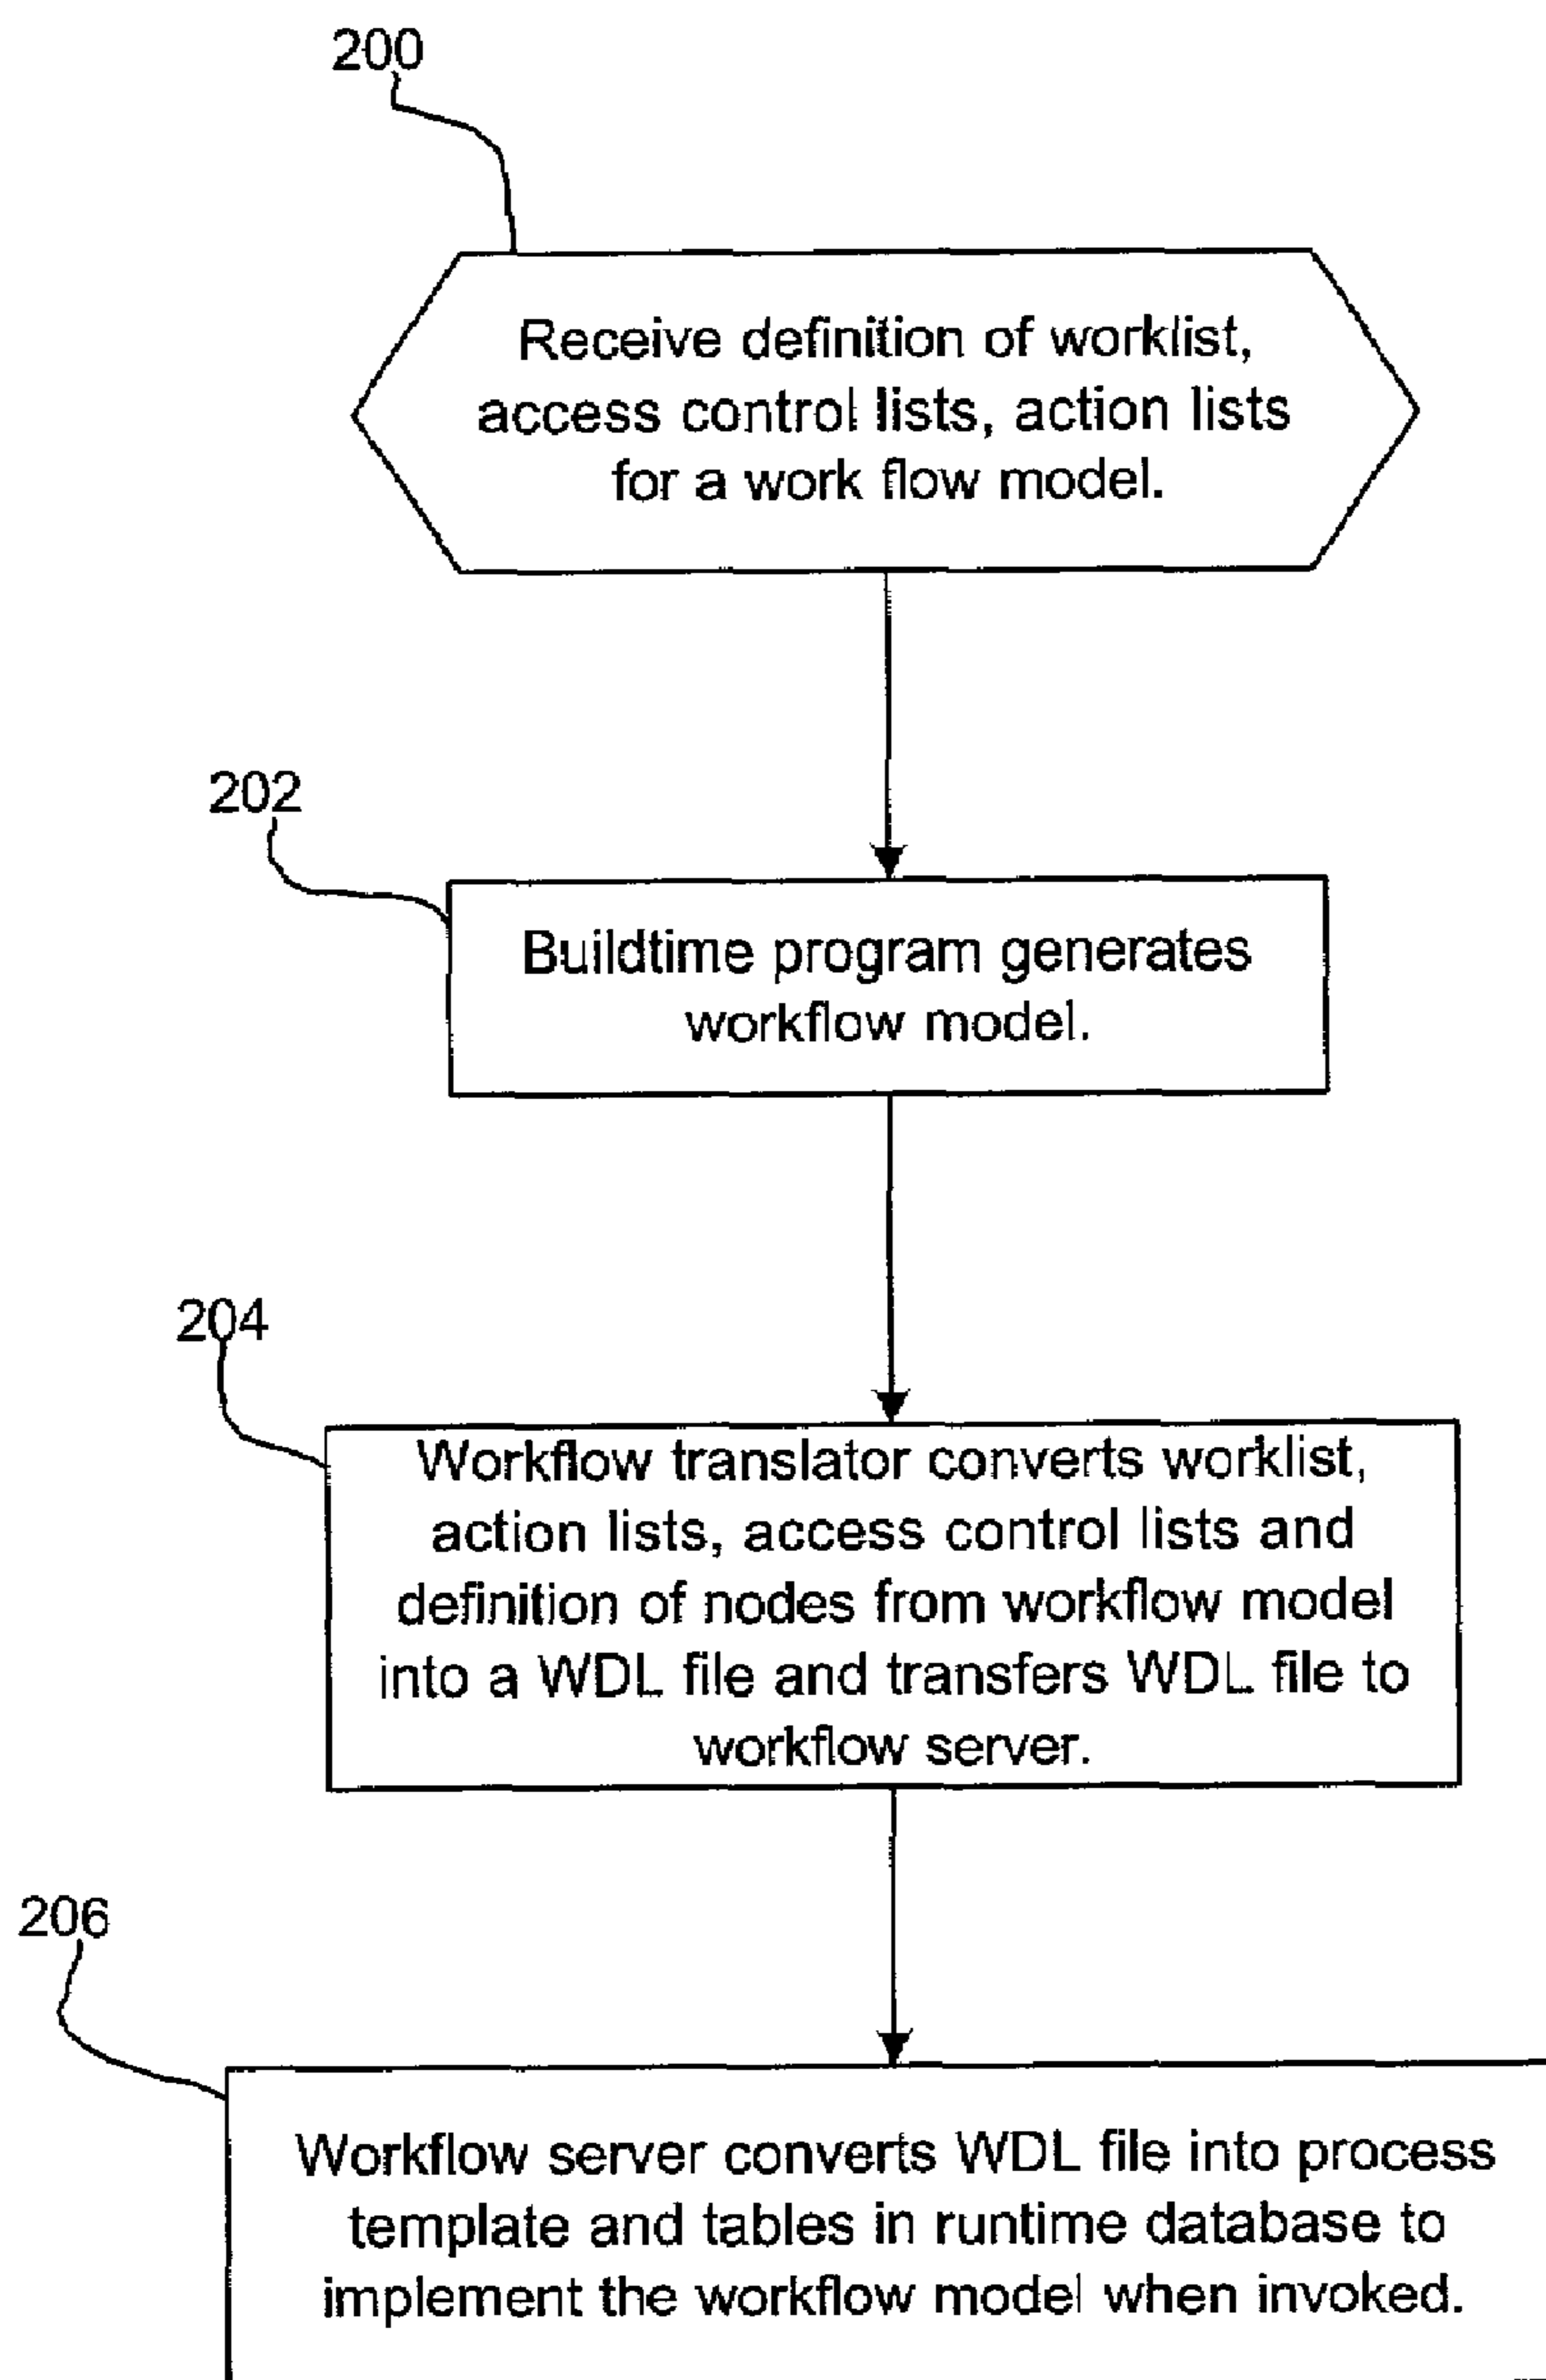 200
Receive definition of worklist,
access control lists, action lists
for a work flow model.
202
Buildtime program generates
workflow model.
204
Workflow translator converts worklist,
action lists, access control lists and
definition of nodes from workflow model
into a WDL file and transfers WDL file to
workflow server.
206
Workflow server converts WDL file into process
template and tables in runtime database to
implement the workflow model when invoked.